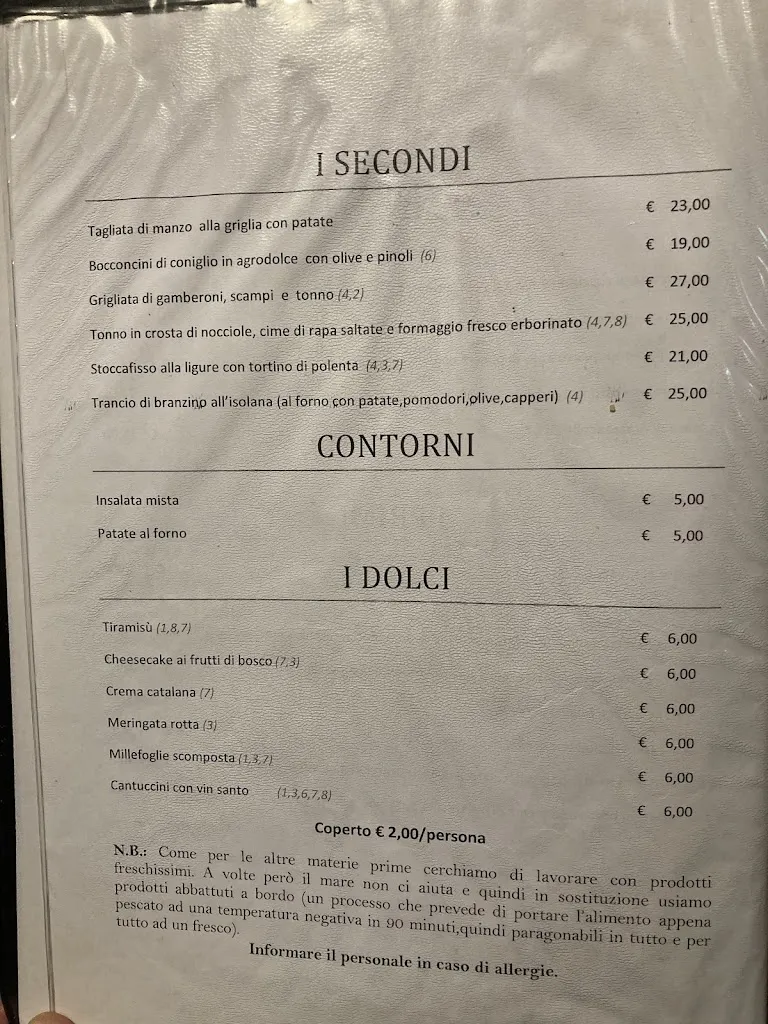 I SECONDI
Tagliata di manzo alla griglia con patate € 23,00
Bocconcini di coniglio in agrodolce con olive e pinoli (6) € 19,00
Grigliata di gamberoni, scampi e tonno (4,2) € 27,00
Tonno in crosta di nocciole, cime di rapa saltate e formaggio fresco erborinato (4,7,8) € 25,00
Stoccafisso alla ligure con tortino di polenta (4,3,7) € 21,00
Trancio di branzino all'isolana (al forno con patate,pomodori,olive,capperi) (4) € 25,00
CONTORNI
Insalata mista € 5,00
Patate al forno € 5,00
I DOLCI
Tiramisù (1,8,7) € 6,00
Cheesecake ai frutti di bosco (7,3) € 6,00
Crema catalana (7) € 6,00
Meringata rotta (3) € 6,00
Millefoglie scomposta (1,3,7) € 6,00
Cantuccini con vin santo (1,3,6,7,8) € 6,00
Coperto € 2,00/persona
N.B.: Come per le altre materie prime cerchiamo di lavorare con prodotti
freschissimi. A volte però il mare non ci aiuta e quindi in sostituzione usiamo
prodotti abbattuti a bordo (un processo che prevede di portare l'alimento appena
pescato ad una temperatura negativa in 90 minuti,quindi paragonabili in tutto e per
tutto ad un fresco).
Informare il personale in caso di allergie.